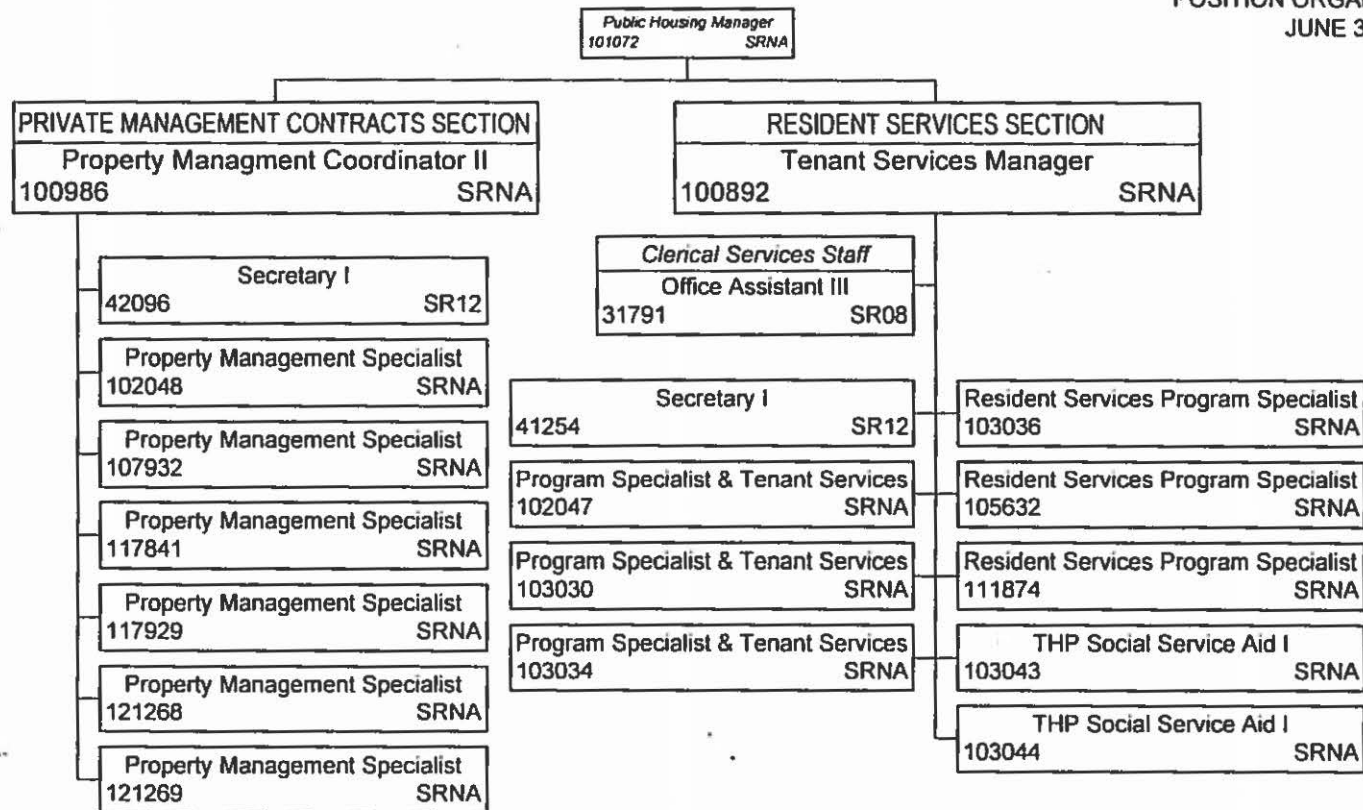 POSITION ORGA
JUNE 3
Public Housing Manager
101072 SRNA
PRIVATE MANAGEMENT CONTRACTS SECTION
Property Managment Coordinator II
100986 SRNA
RESIDENT SERVICES SECTION
Tenant Services Manager
100892 SRNA
Secretary I
42096 SR12
Property Management Specialist
102048 SRNA
Property Management Specialist
107932 SRNA
Property Management Specialist
117841 SRNA
Property Management Specialist
117929 SRNA
Property Management Specialist
121268 SRNA
Property Management Specialist
121269 SRNA
Clerical Services Staff
Office Assistant III
31791 SR08
Secretary I
41254 SR12
Program Specialist & Tenant Services
102047 SRNA
Program Specialist & Tenant Services
103030 SRNA
Program Specialist & Tenant Services
103034 SRNA
Resident Services Program Specialist
103036 SRNA
Resident Services Program Specialist
105632 SRNA
Resident Services Program Specialist
111874 SRNA
THP Social Service Aid I
103043 SRNA
THP Social Service Aid I
103044 SRNA